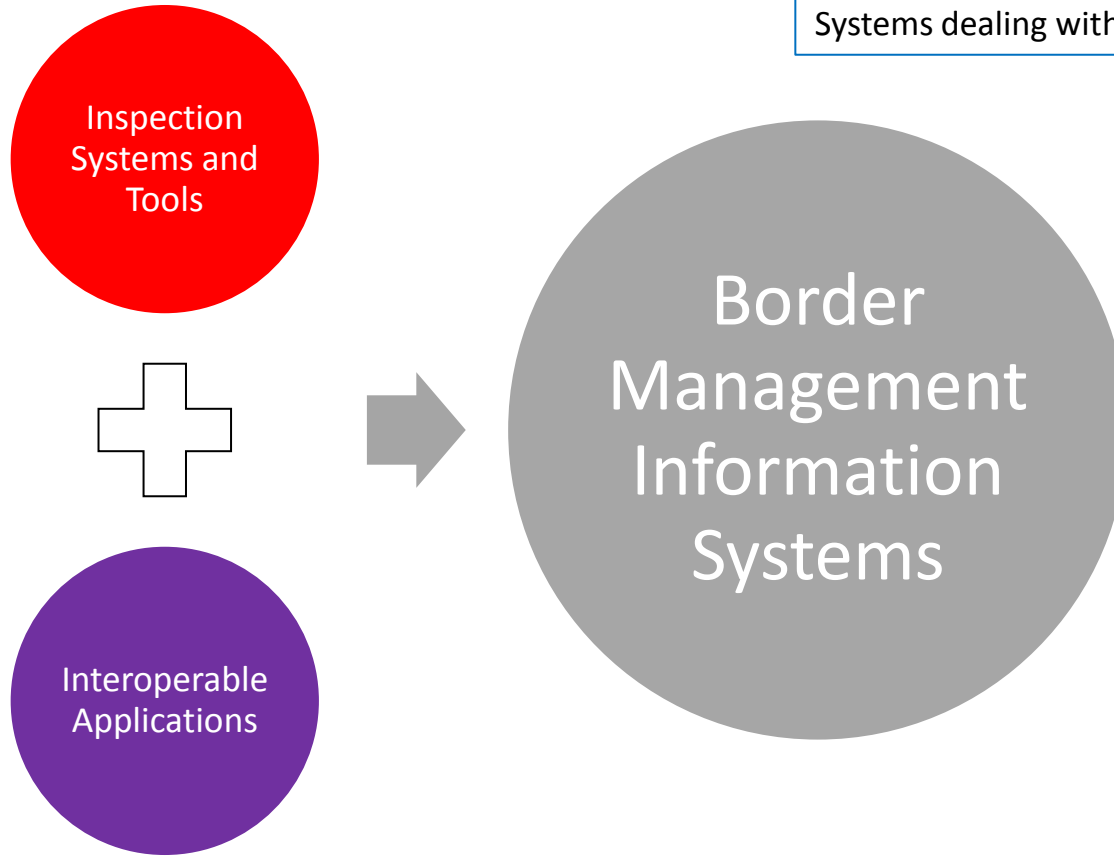 Systems dealing with
Inspection
Systems and
Tools
Border
Management
Information
Systems
Interoperable
Applications